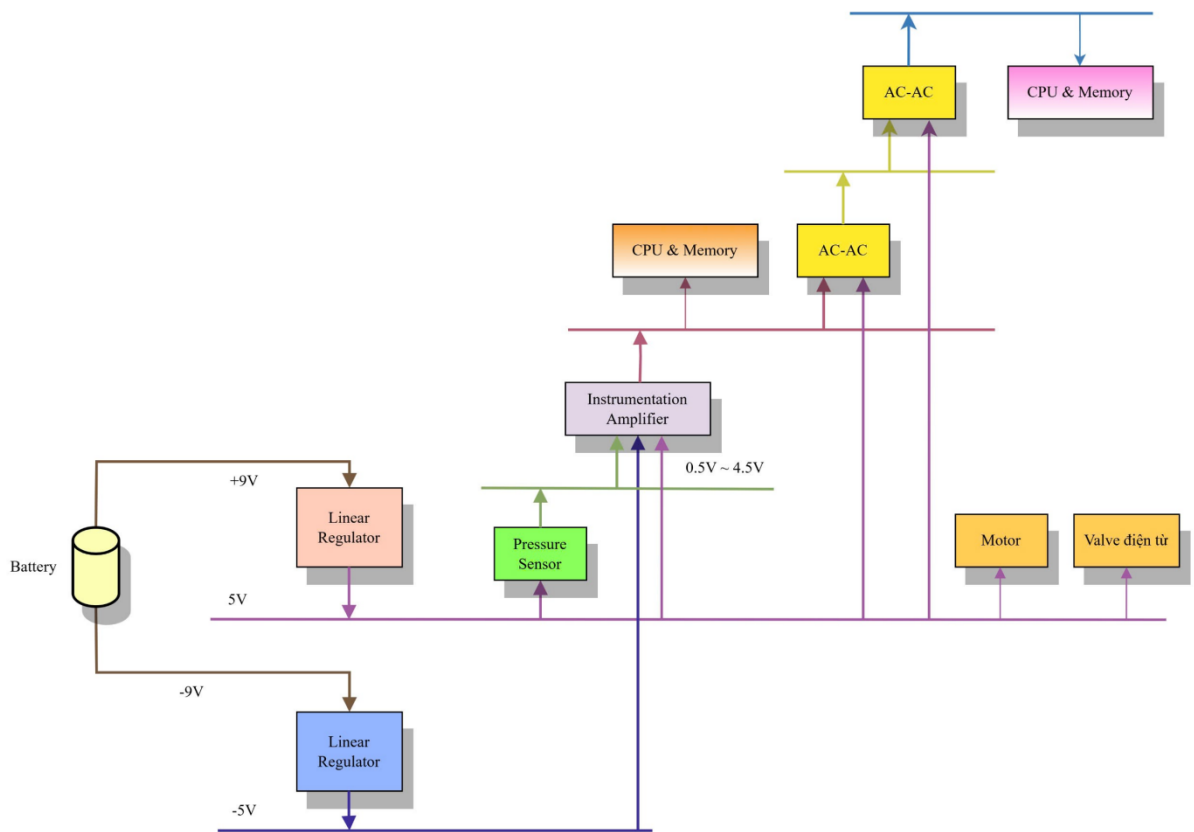 AC-AC
CPU & Memory
CPU & Memory
AC-AC
Instrumentation
Amplifier
0.5V ~ 4.5V
+9V
Linear
Regulator
Pressure
Sensor
Motor
Valve điện từ
Battery
5V
-9V
Linear
Regulator
-5V